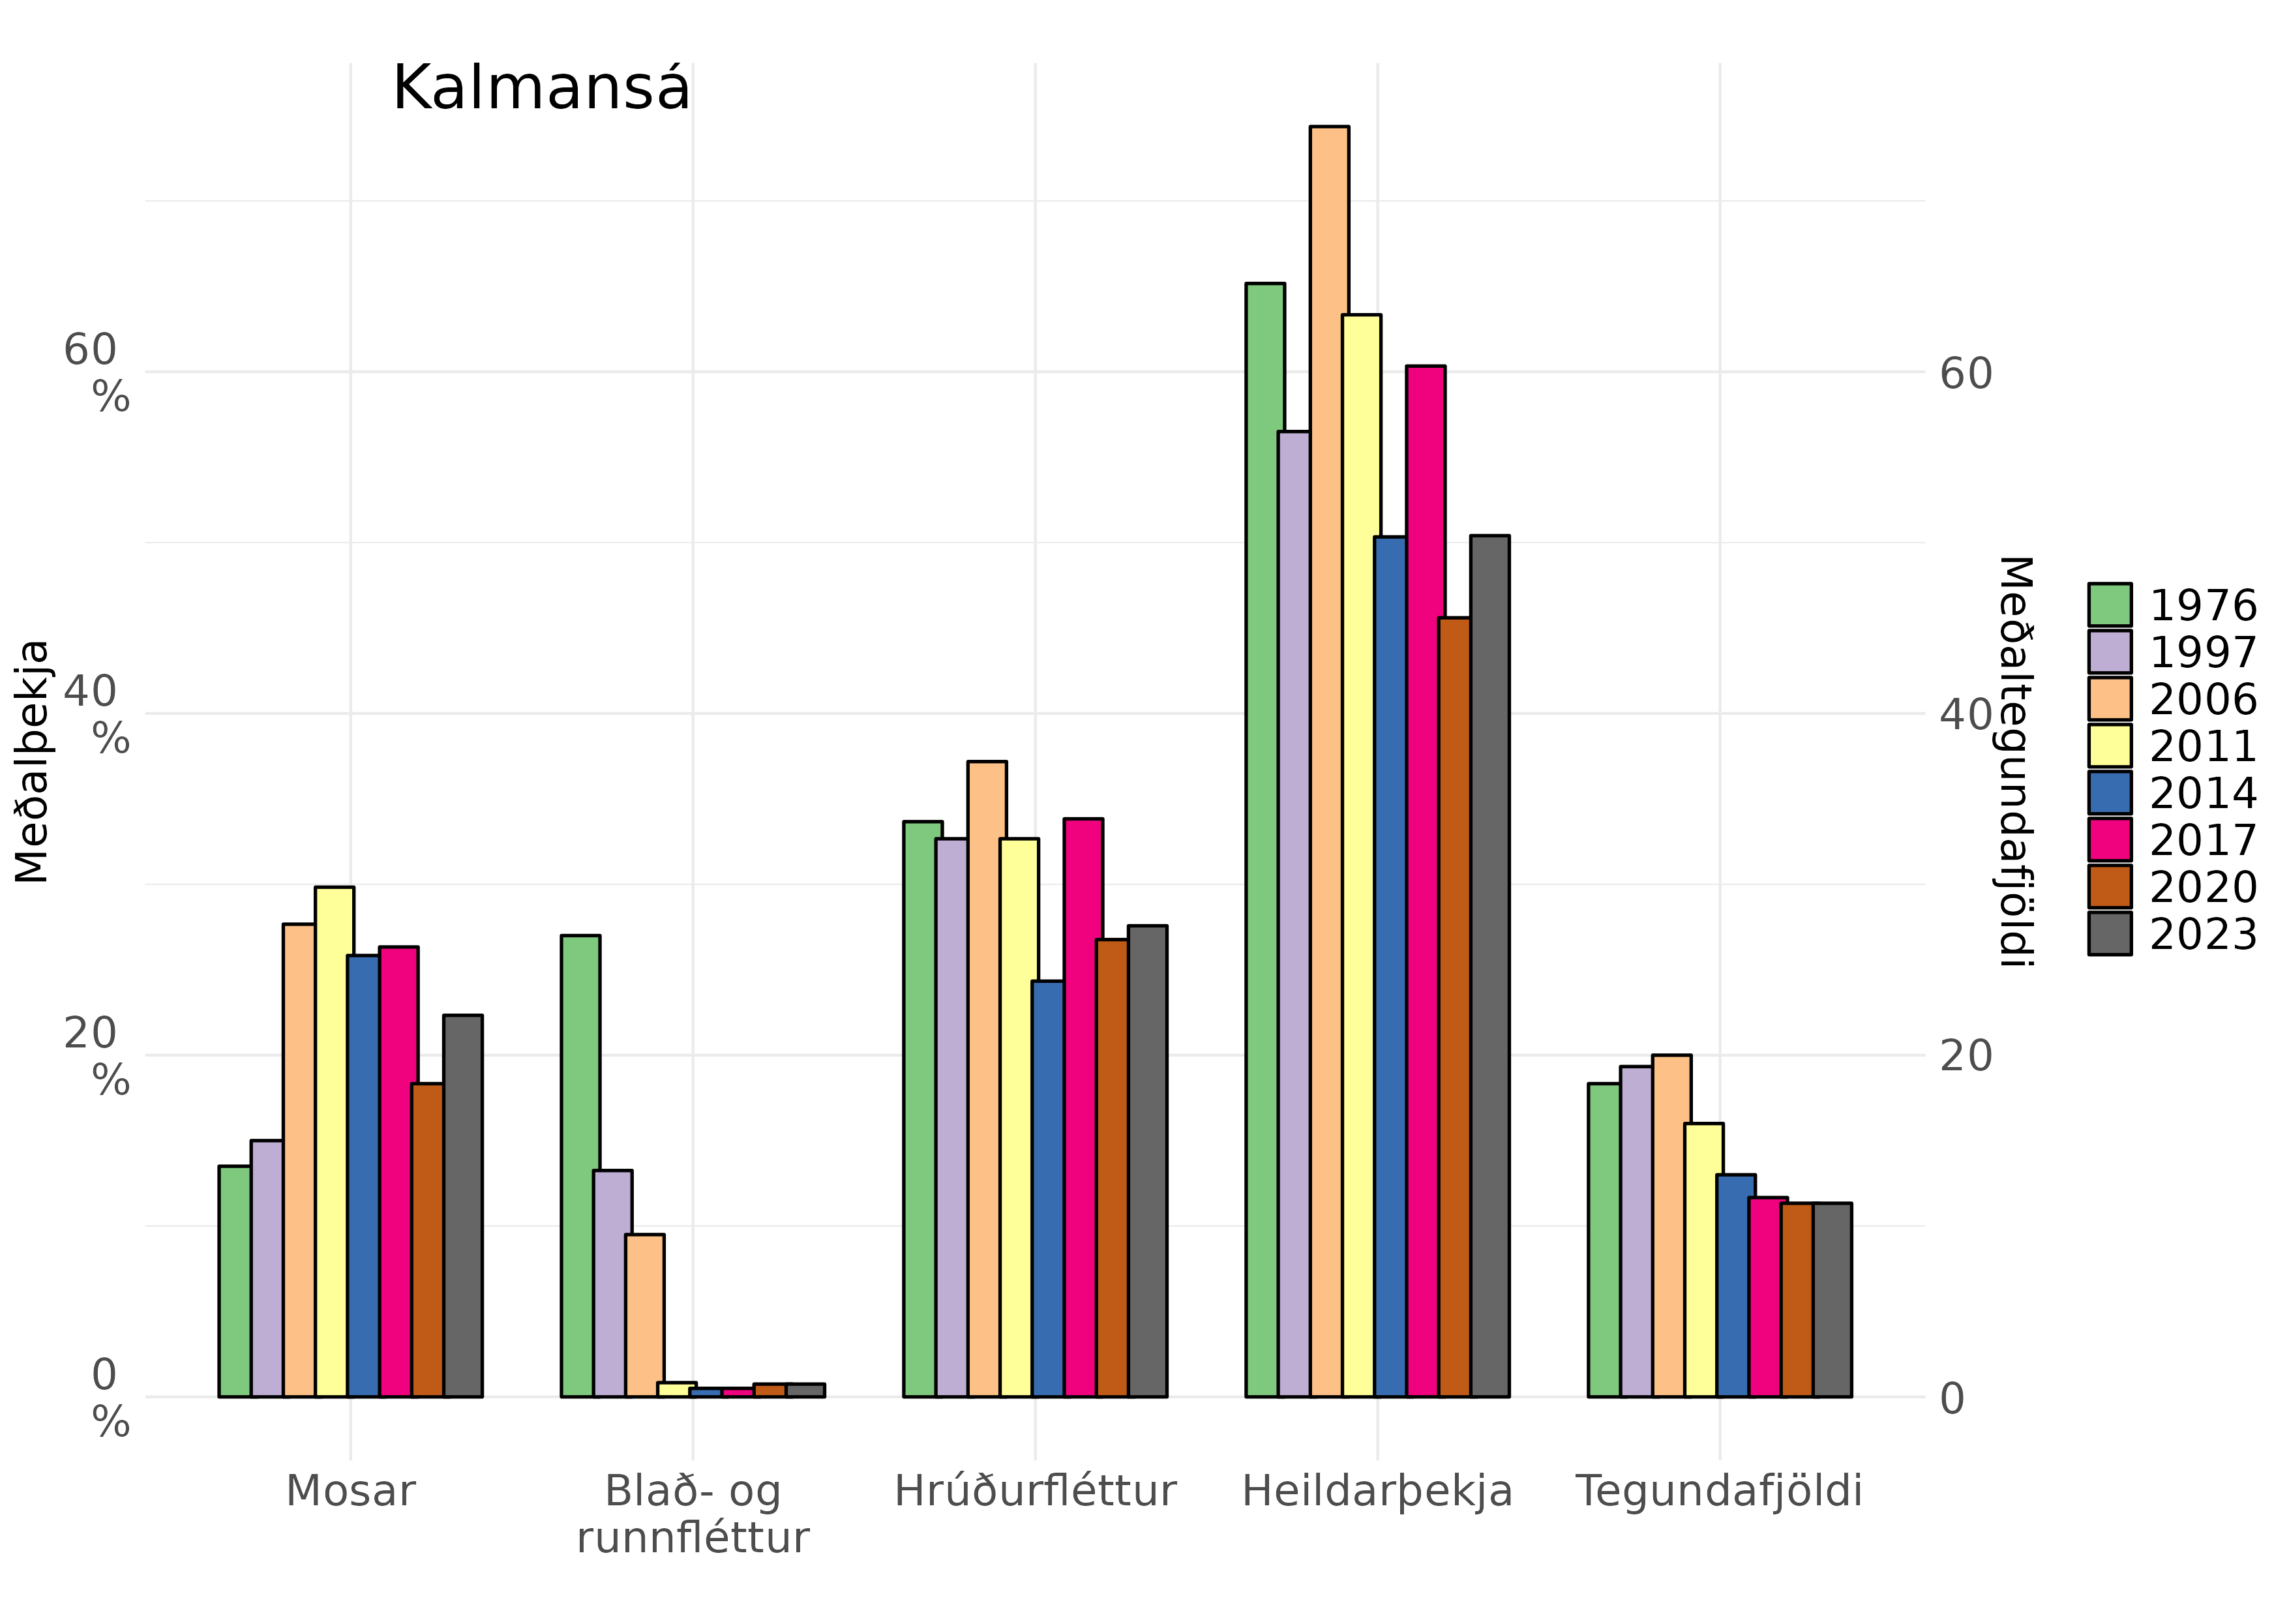 Kalmansá
Meðalþekja
60
%
40
%
20
%
0
%
60
40
20
0
Meðaltegundafjöldi
1976
1997
2006
2011
2014
2017
2020
2023
Mosar
Blað- og
runnfléttur
Hrúðurfléttur
Heildarþekja
Tegundafjöldi